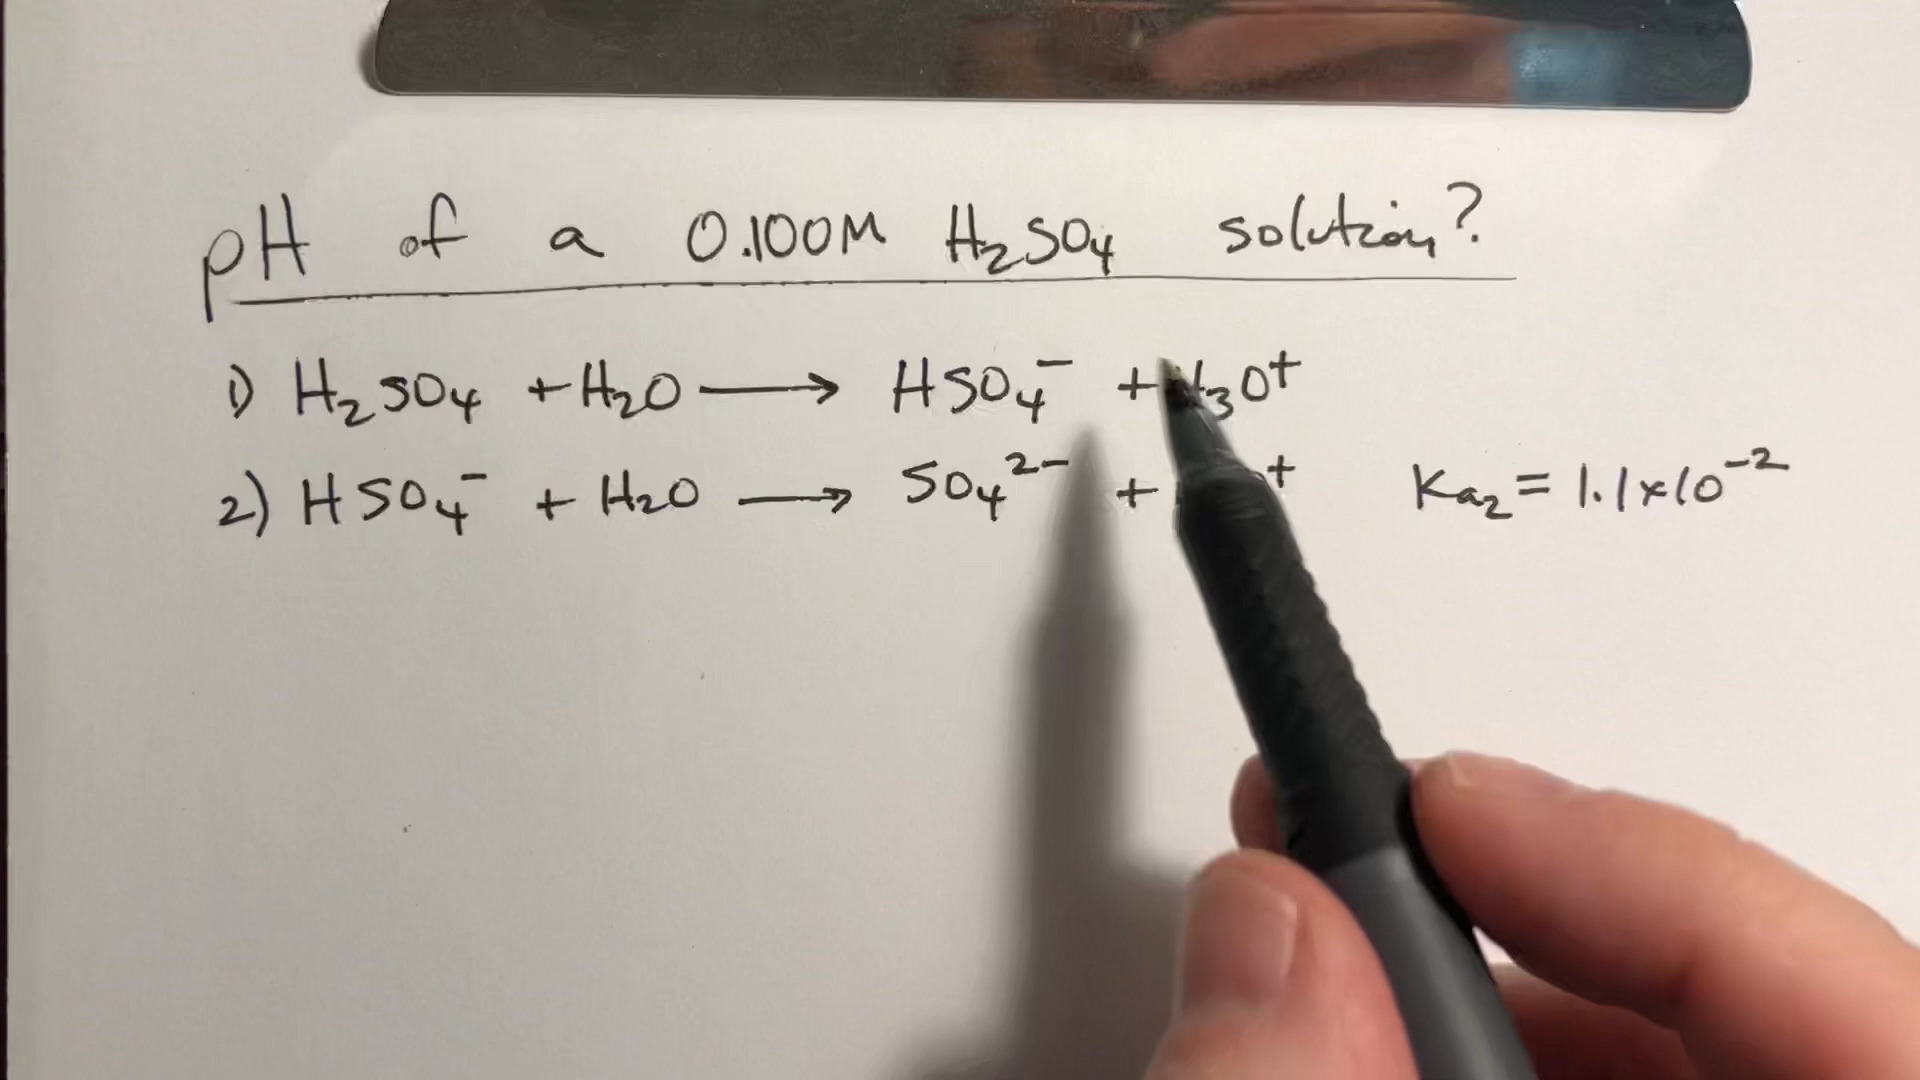 pH of a 0.100M H₂SO₄ solution?
1) H₂SO₄ + H₂O ⟶ HSO₄⁻ + H₃O⁺
2) HSO₄⁻ + H₂O ⟶ SO₄²⁻ + ⁺ Ka₂ = 1.1×10⁻²